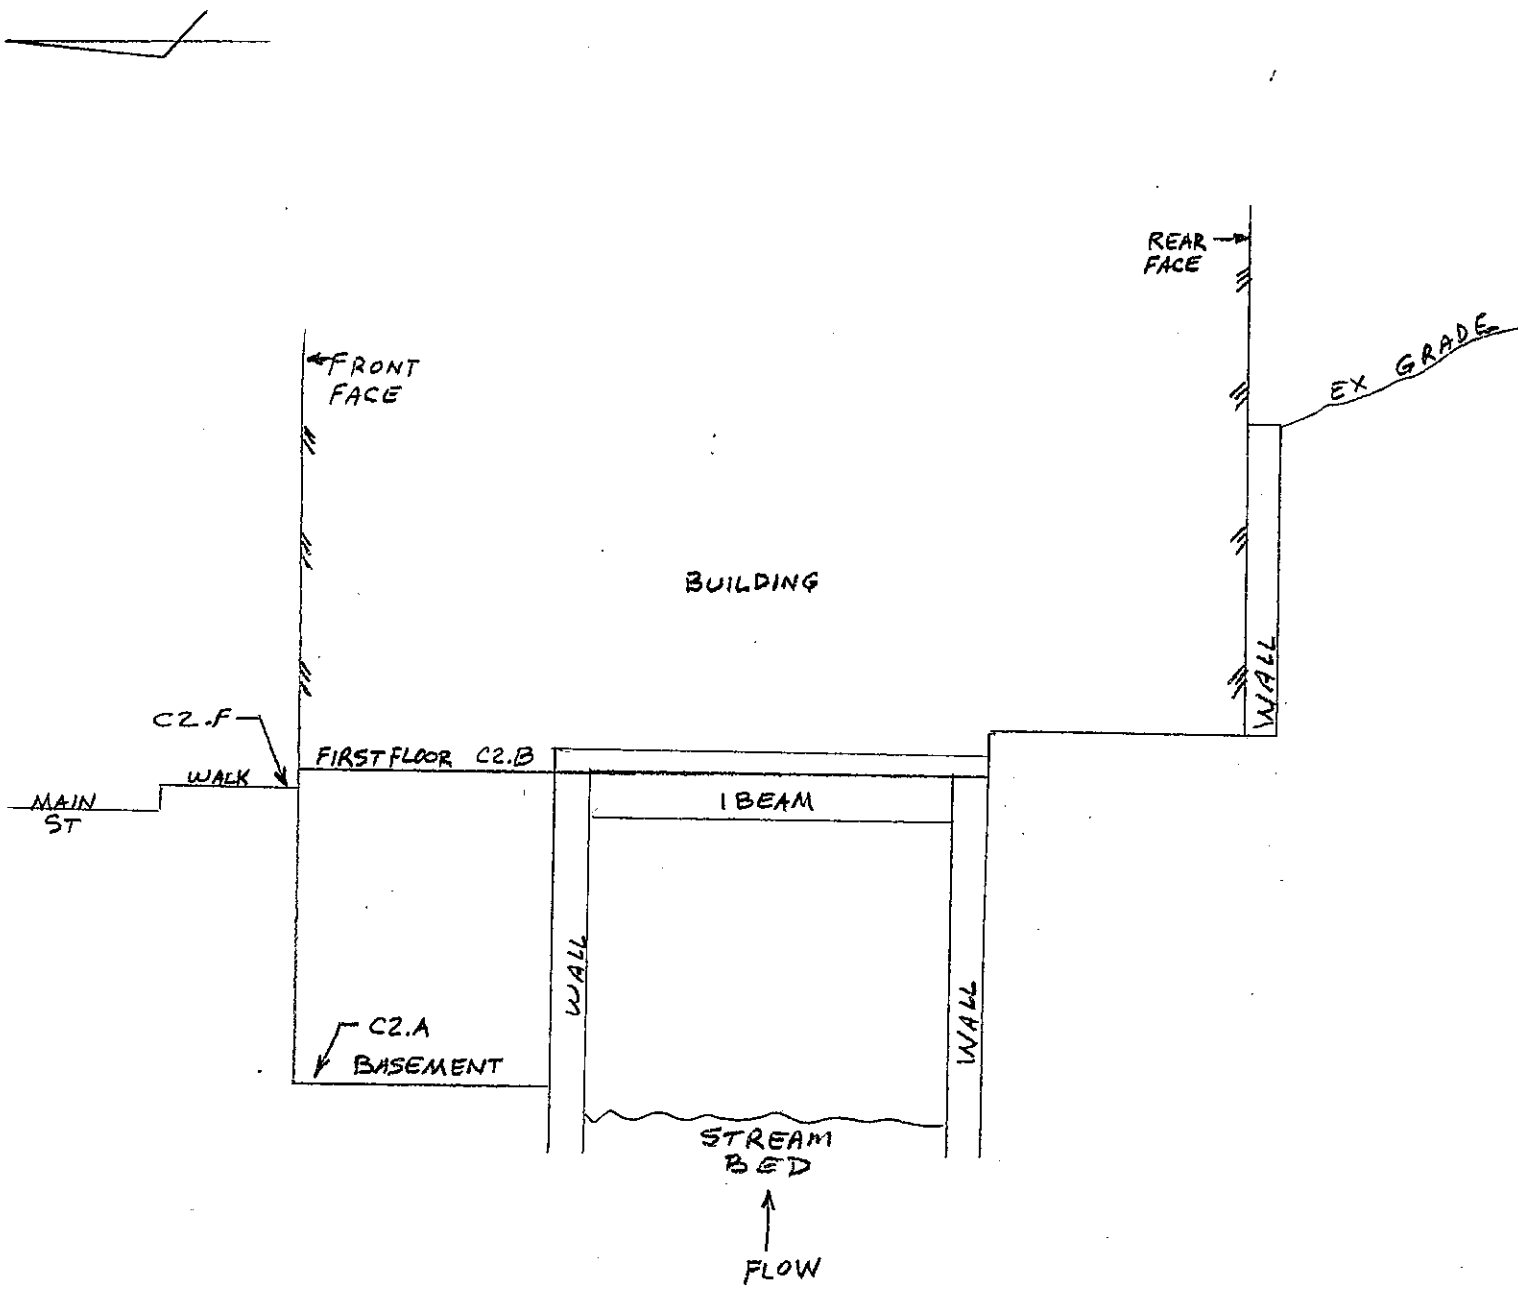 REAR
FACE
EX GRADE
FRONT
FACE
BUILDING
WALL
C2.F
FIRST FLOOR C2.B
WALK
MAIN
ST
I BEAM
WALL
WALL
C2.A
BASEMENT
STREAM
BED
FLOW